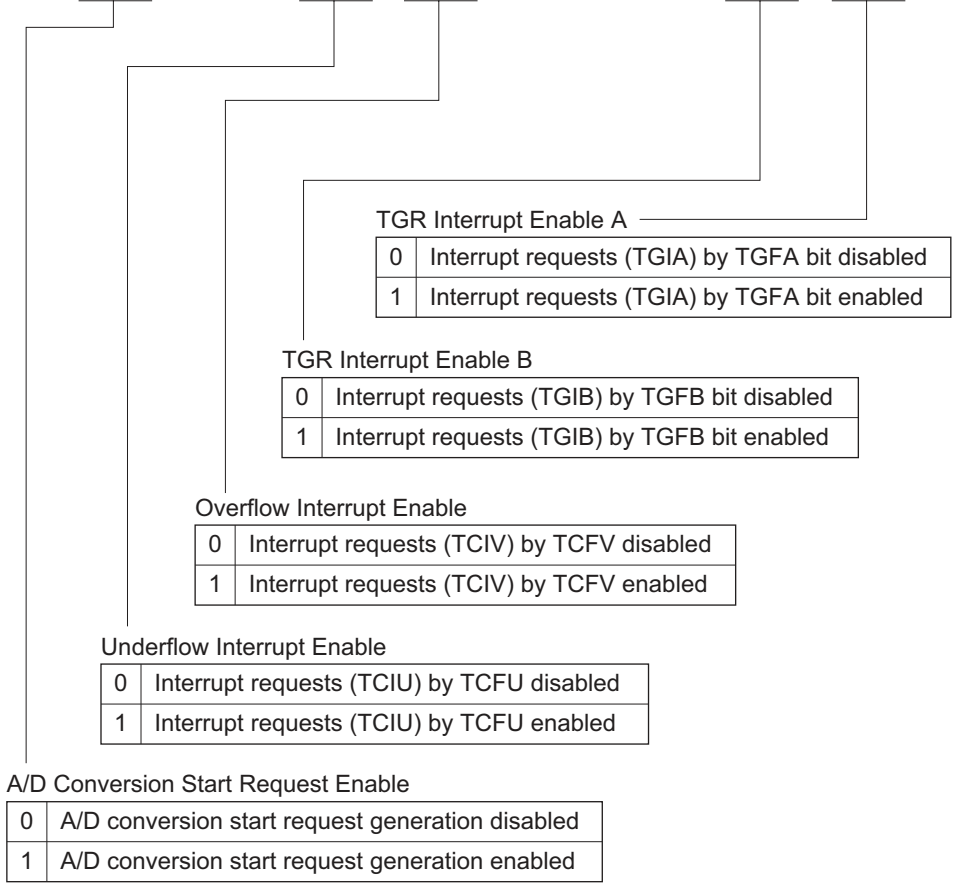 TGR Interrupt Enable A
0 Interrupt requests (TGIA) by TGFA bit disabled
1 Interrupt requests (TGIA) by TGFA bit enabled
TGR Interrupt Enable B
0 Interrupt requests (TGIB) by TGFB bit disabled
1 Interrupt requests (TGIB) by TGFB bit enabled
Overflow Interrupt Enable
0 Interrupt requests (TCIV) by TCFV disabled
1 Interrupt requests (TCIV) by TCFV enabled
Underflow Interrupt Enable
0 Interrupt requests (TCIU) by TCFU disabled
1 Interrupt requests (TCIU) by TCFU enabled
A/D Conversion Start Request Enable
0 A/D conversion start request generation disabled
1 A/D conversion start request generation enabled